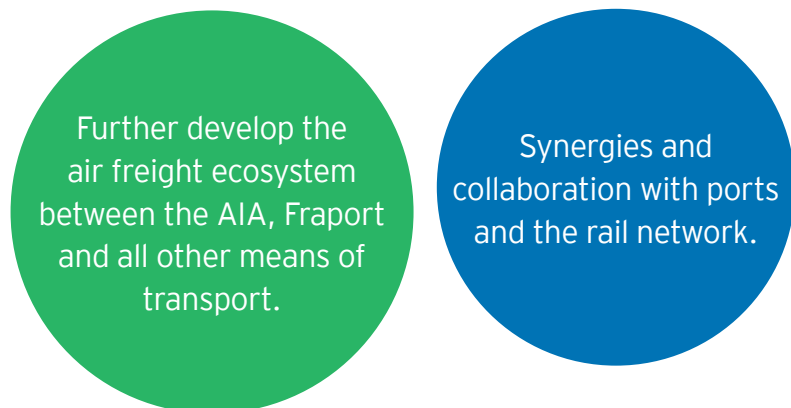 Further develop the
air freight ecosystem
between the AIA, Fraport
and all other means of
transport.
Synergies and
collaboration with ports
and the rail network.